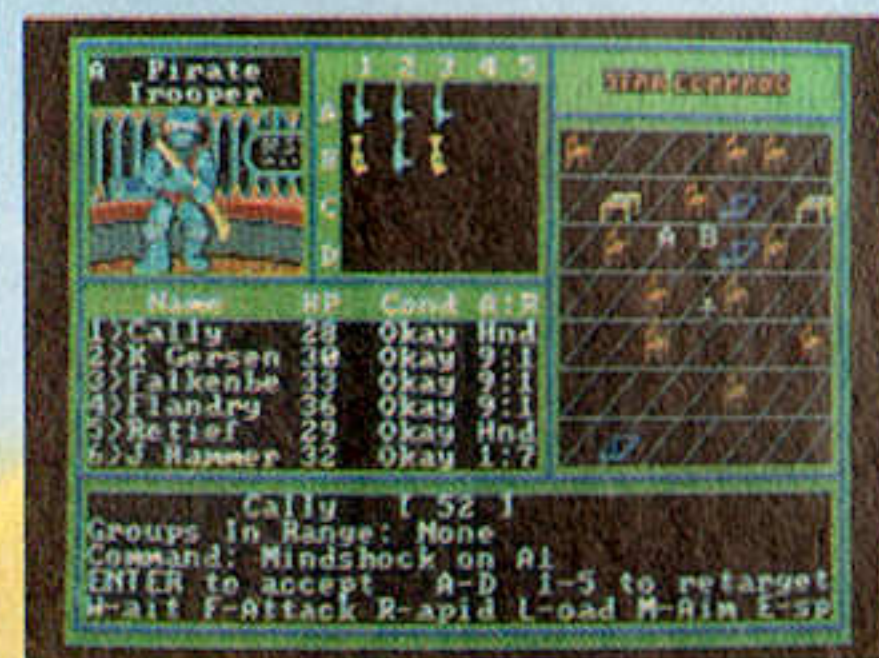 A Pirate
Trooper
1 2 3 4 5
A
B
C
D
STAR COMMAND
A B
Name HP Cond A:R
1>Cally 28 Okay Hnd
2>K Gersen 30 Okay 9:1
3>Falkenbe 33 Okay 9:1
4>Flandry 36 Okay 9:1
5>Retief 29 Okay Hnd
6>J Hammer 32 Okay 1:7
Cally [ 52 ]
Groups In Range: None
Command: Mindshock on A1
ENTER to accept A-D 1-5 to retarget
W-ait F-Attack R-apid L-oad M-Aim E-sp